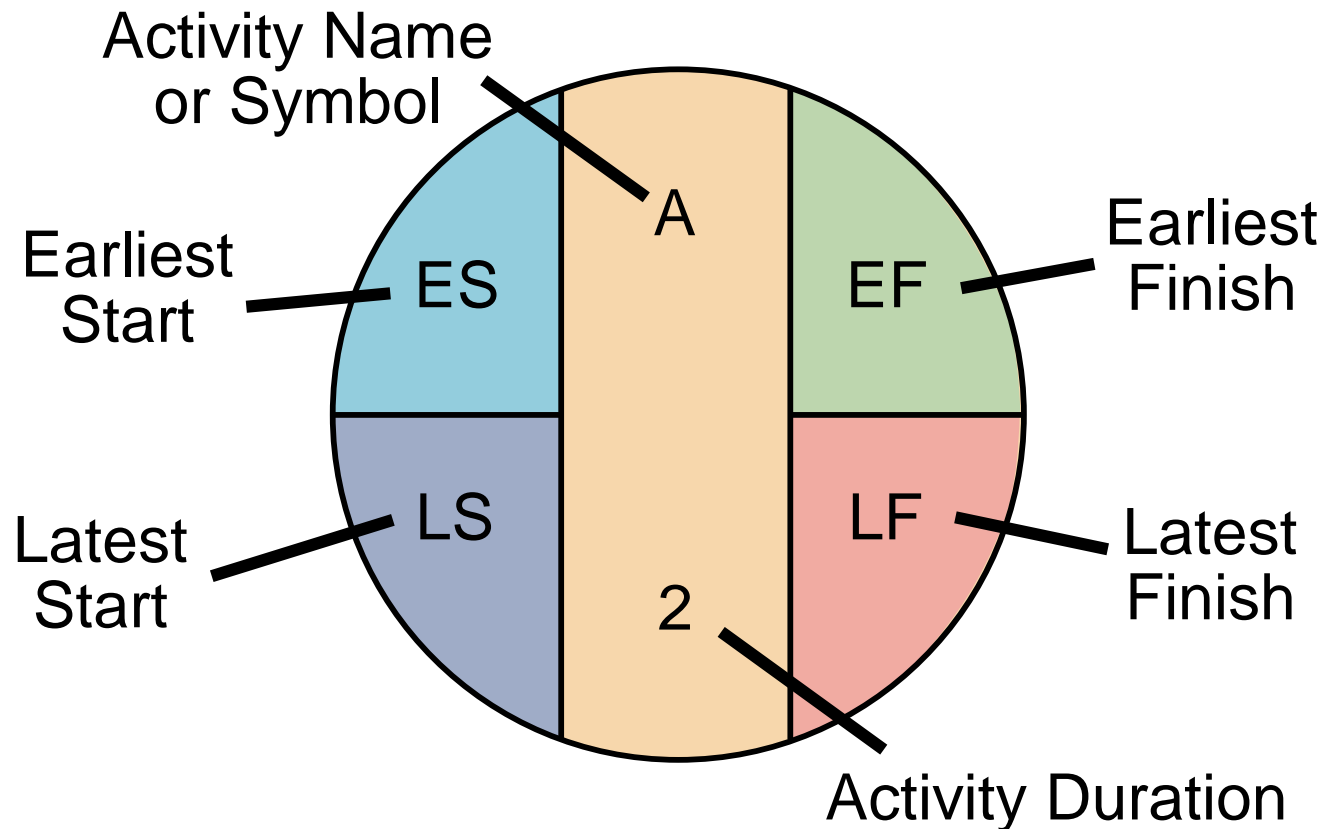 Activity Name
or Symbol
A
Earliest
Start
ES
EF
Earliest
Finish
Latest
Start
LS
LF
Latest
Finish
2
Activity Duration